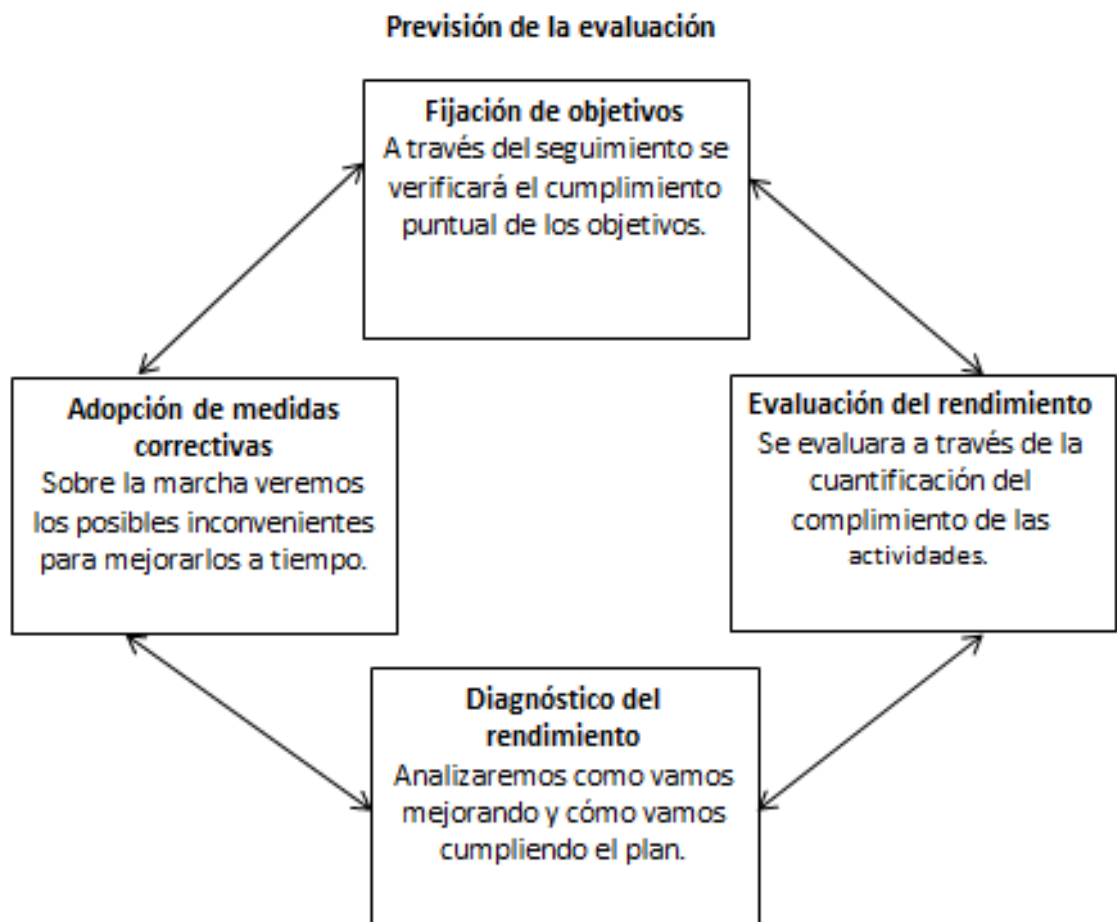 Previsión de la evaluación
Fijación de objetivos
A través del seguimiento se
verificará el cumplimiento
puntual de los objetivos.
Adopción de medidas
correctivas
Sobre la marcha veremos
los posibles inconvenientes
para mejorarlos a tiempo.
Evaluación del rendimiento
Se evaluara a través de la
cuantificación del
complimiento de las
actividades.
Diagnóstico del
rendimiento
Analizaremos como vamos
mejorando y cómo vamos
cumpliendo el plan.